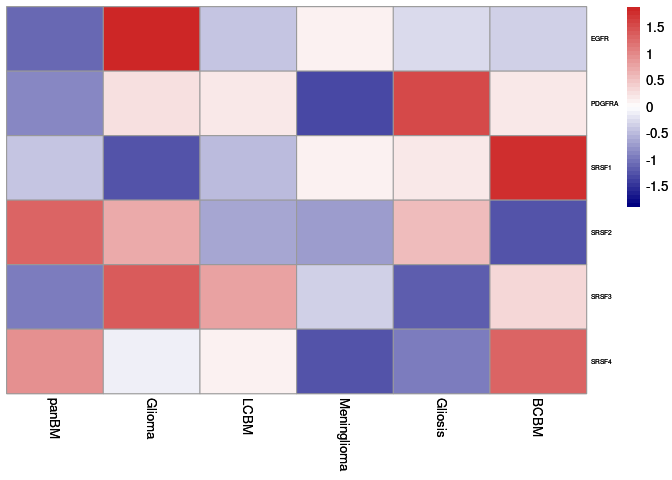 EGFR
PDGFRA
SRSF1
SRSF2
SRSF3
SRSF4
1.5
1
0.5
0
-0.5
-1
-1.5
panBM
Glioma
LCBM
Meninglioma
Gliosis
BCBM